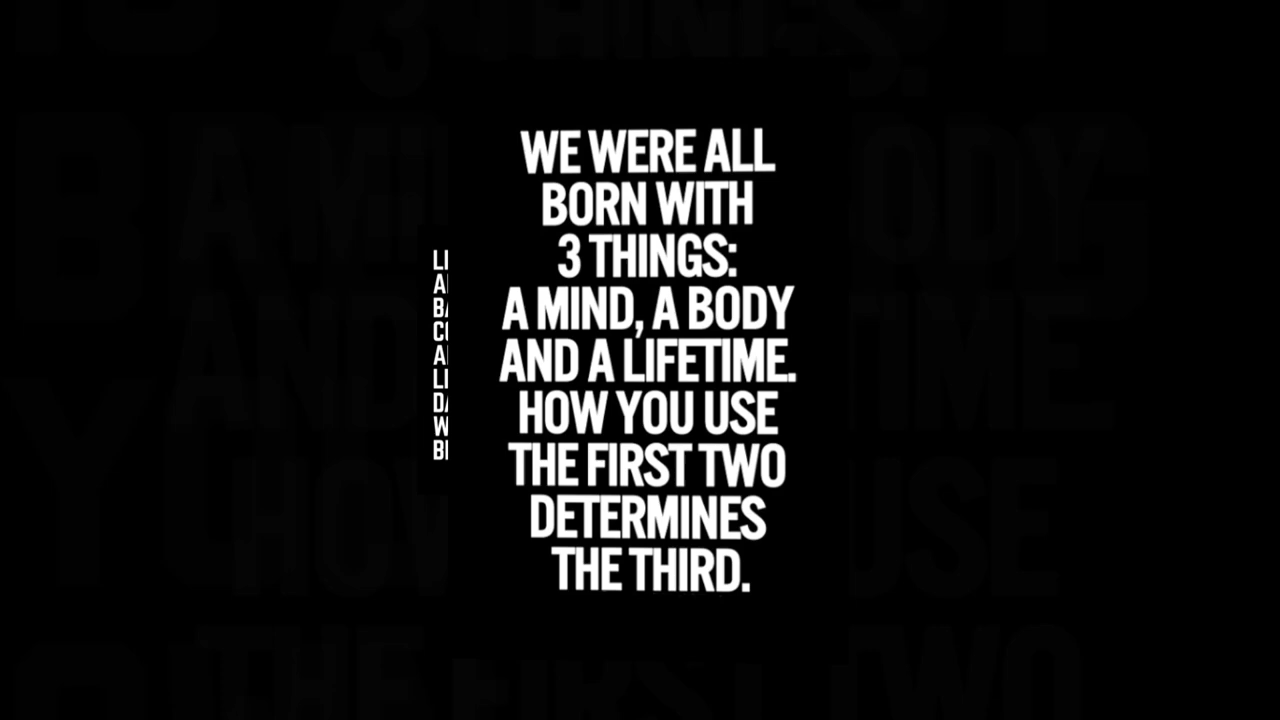 WE WERE ALL
BORN WITH
3 THINGS:
A MIND, A BODY
AND A LIFETIME.
HOW YOU USE
THE FIRST TWO
DETERMINES
THE THIRD.